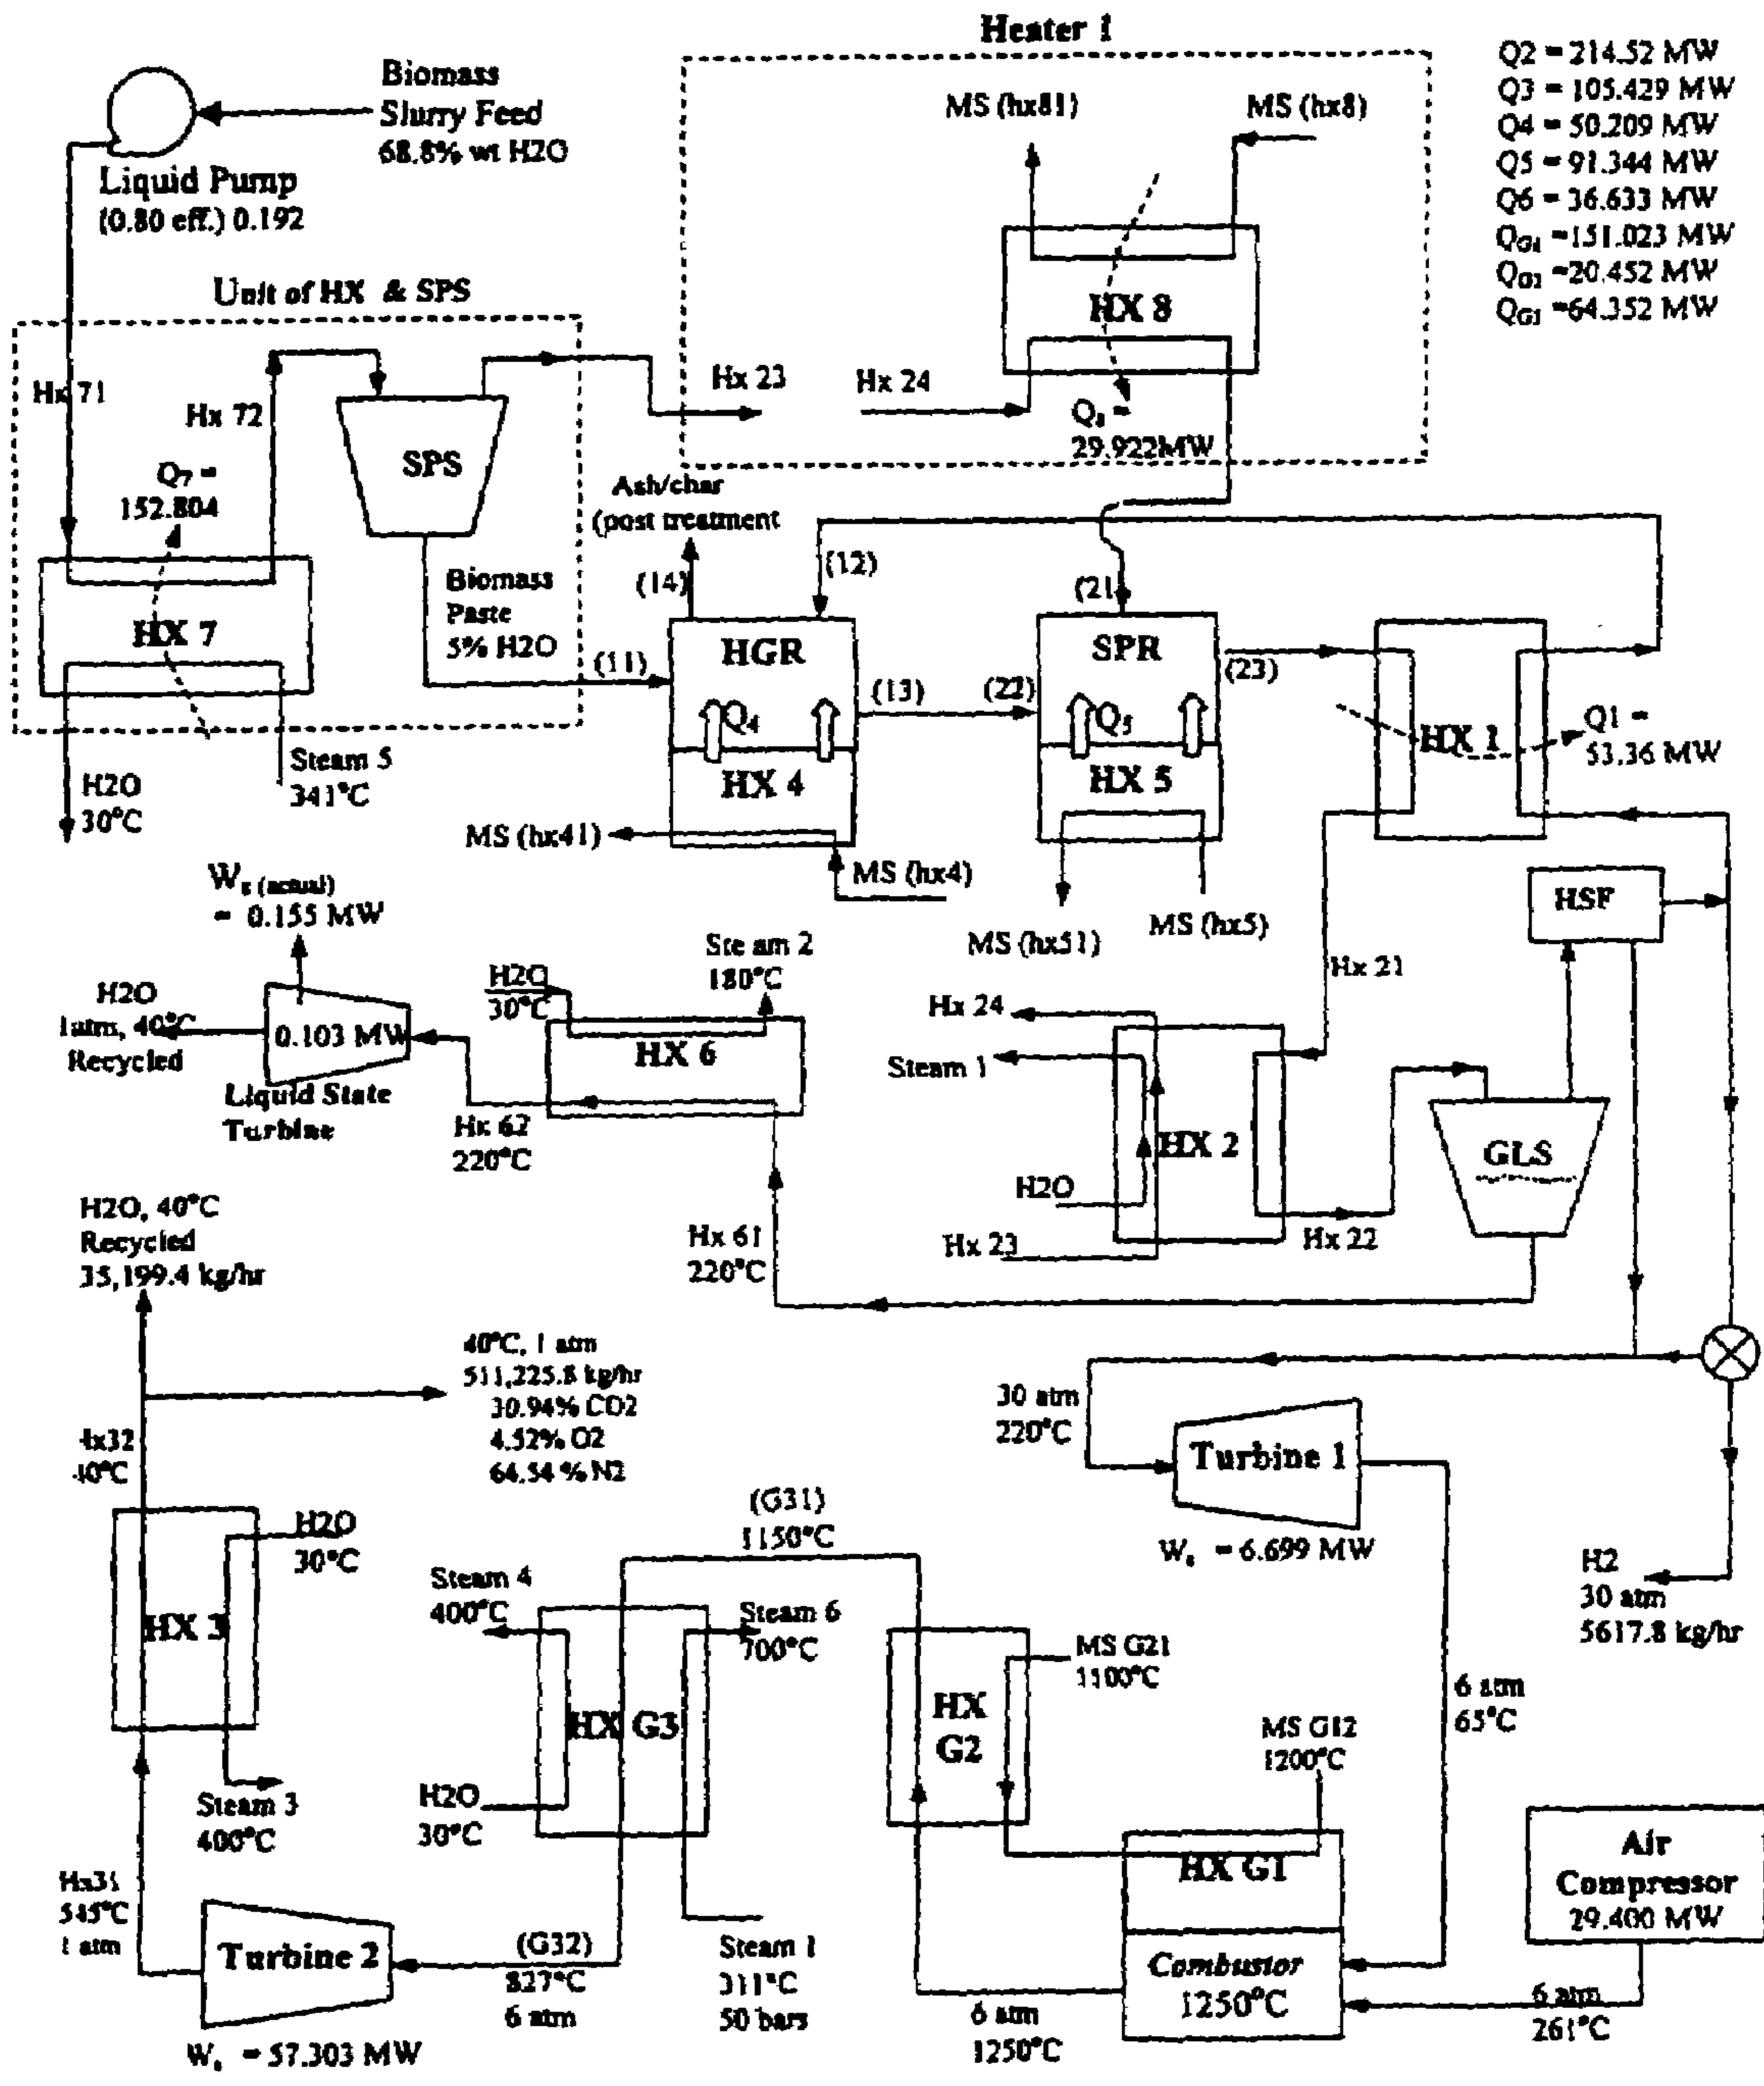 Heater 1
Q2 = 214.52 MW
Q3 = 105.429 MW
Q4 = 50.209 MW
Q5 = 91.344 MW
Q6 = 36.633 MW
QG1 =151.023 MW
QG2 =20.452 MW
QG3 =64.352 MW
Biomass
Slurry Feed
68.8% wt H2O
Liquid Pump
(0.80 eff.) 0.192
MS (hx81)
MS (hx8)
HX 8
Unit of HX & SPS
Hx 71
Hx 72
SPS
Hx 23
Hx 24
Q8 =
29.922MW
Q7 =
152.804
HX 7
Biomass
Paste
5% H2O
Ash/char
(post treatment
(14)
(12)
(21
(11)
HGR
(13)
(22)
SPR
(23)
Q4
Q5
HX 4
HX 5
HX 1
Q1 =
53.36 MW
H2O
30°C
Steam 5
341°C
MS (hx41)
MS (hx4)
MS (hx51)
MS (hx5)
HSF
Ws (actual)
= 0.155 MW
H2O
1atm, 40°C
Recycled
0.103 MW
Liquid State
Turbine
H2O
30°C
Steam 2
180°C
HX 6
Hx 62
220°C
Hx 61
220°C
Hx 21
Hx 24
Steam 1
HX 2
H2O
Hx 23
Hx 22
GLS
H2O, 40°C
Recycled
35,199.4 kg/hr
40°C, 1 atm
511,225.8 kg/hr
30.94% CO2
4.52% O2
64.54 % N2
30 atm
220°C
Turbine 1
Ws = 6.699 MW
H2
30 atm
5617.8 kg/hr
40°C
HX 3
H2O
30°C
Steam 3
400°C
(G31)
1150°C
Steam 4
400°C
Steam 6
700°C
HX G3
H2O
30°C
HX
G2
MS G21
1100°C
MS G12
1200°C
6 atm
65°C
HX G1
Combustor
1250°C
Air
Compressor
29.400 MW
6 atm
261°C
6 atm
1250°C
Hx31
545°C
1 atm
Turbine 2
Ws = 57.303 MW
(G32)
827°C
6 atm
Steam 1
311°C
50 bars